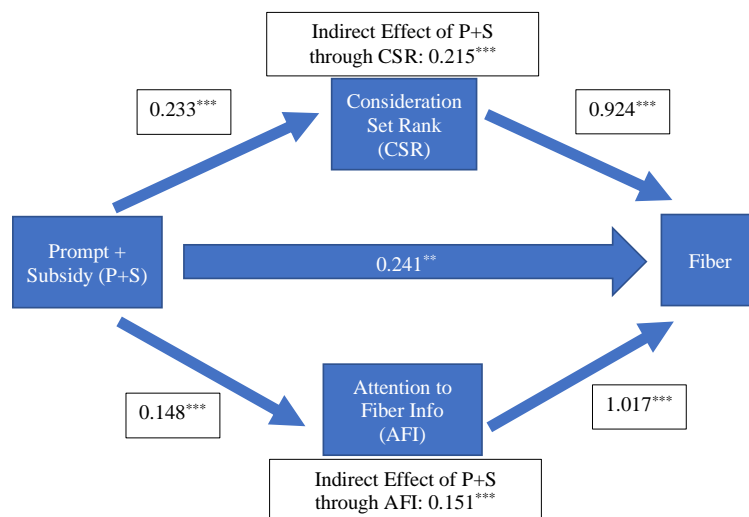 Indirect Effect of P+S
through CSR: 0.215***
0.233***
Consideration
Set Rank
(CSR)
0.924***
Prompt +
Subsidy (P+S)
0.241**
Fiber
0.148***
Attention to
Fiber Info
(AFI)
1.017***
Indirect Effect of P+S
through AFI: 0.151***